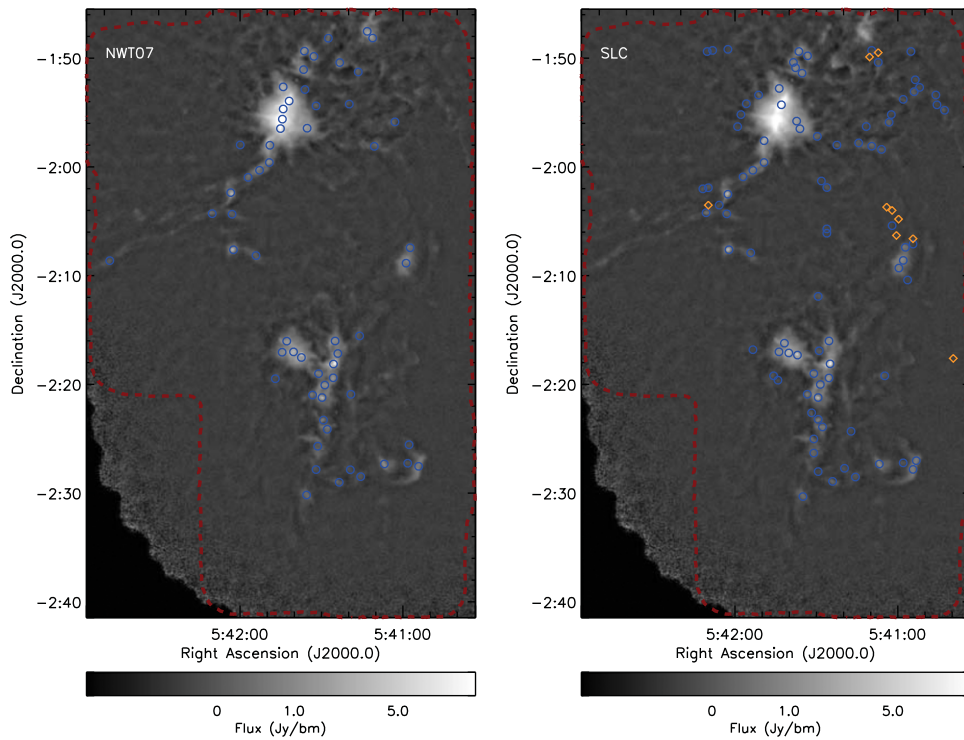 NWT07
SLC
-1:50
-2:00
-2:10
-2:20
-2:30
-2:40
Declination (J2000.0)
5:42:00
5:41:00
Right Ascension (J2000.0)
0
1.0
5.0
Flux (Jy/bm)
-1:50
-2:00
-2:10
-2:20
-2:30
-2:40
Declination (J2000.0)
5:42:00
5:41:00
Right Ascension (J2000.0)
0
1.0
5.0
Flux (Jy/bm)